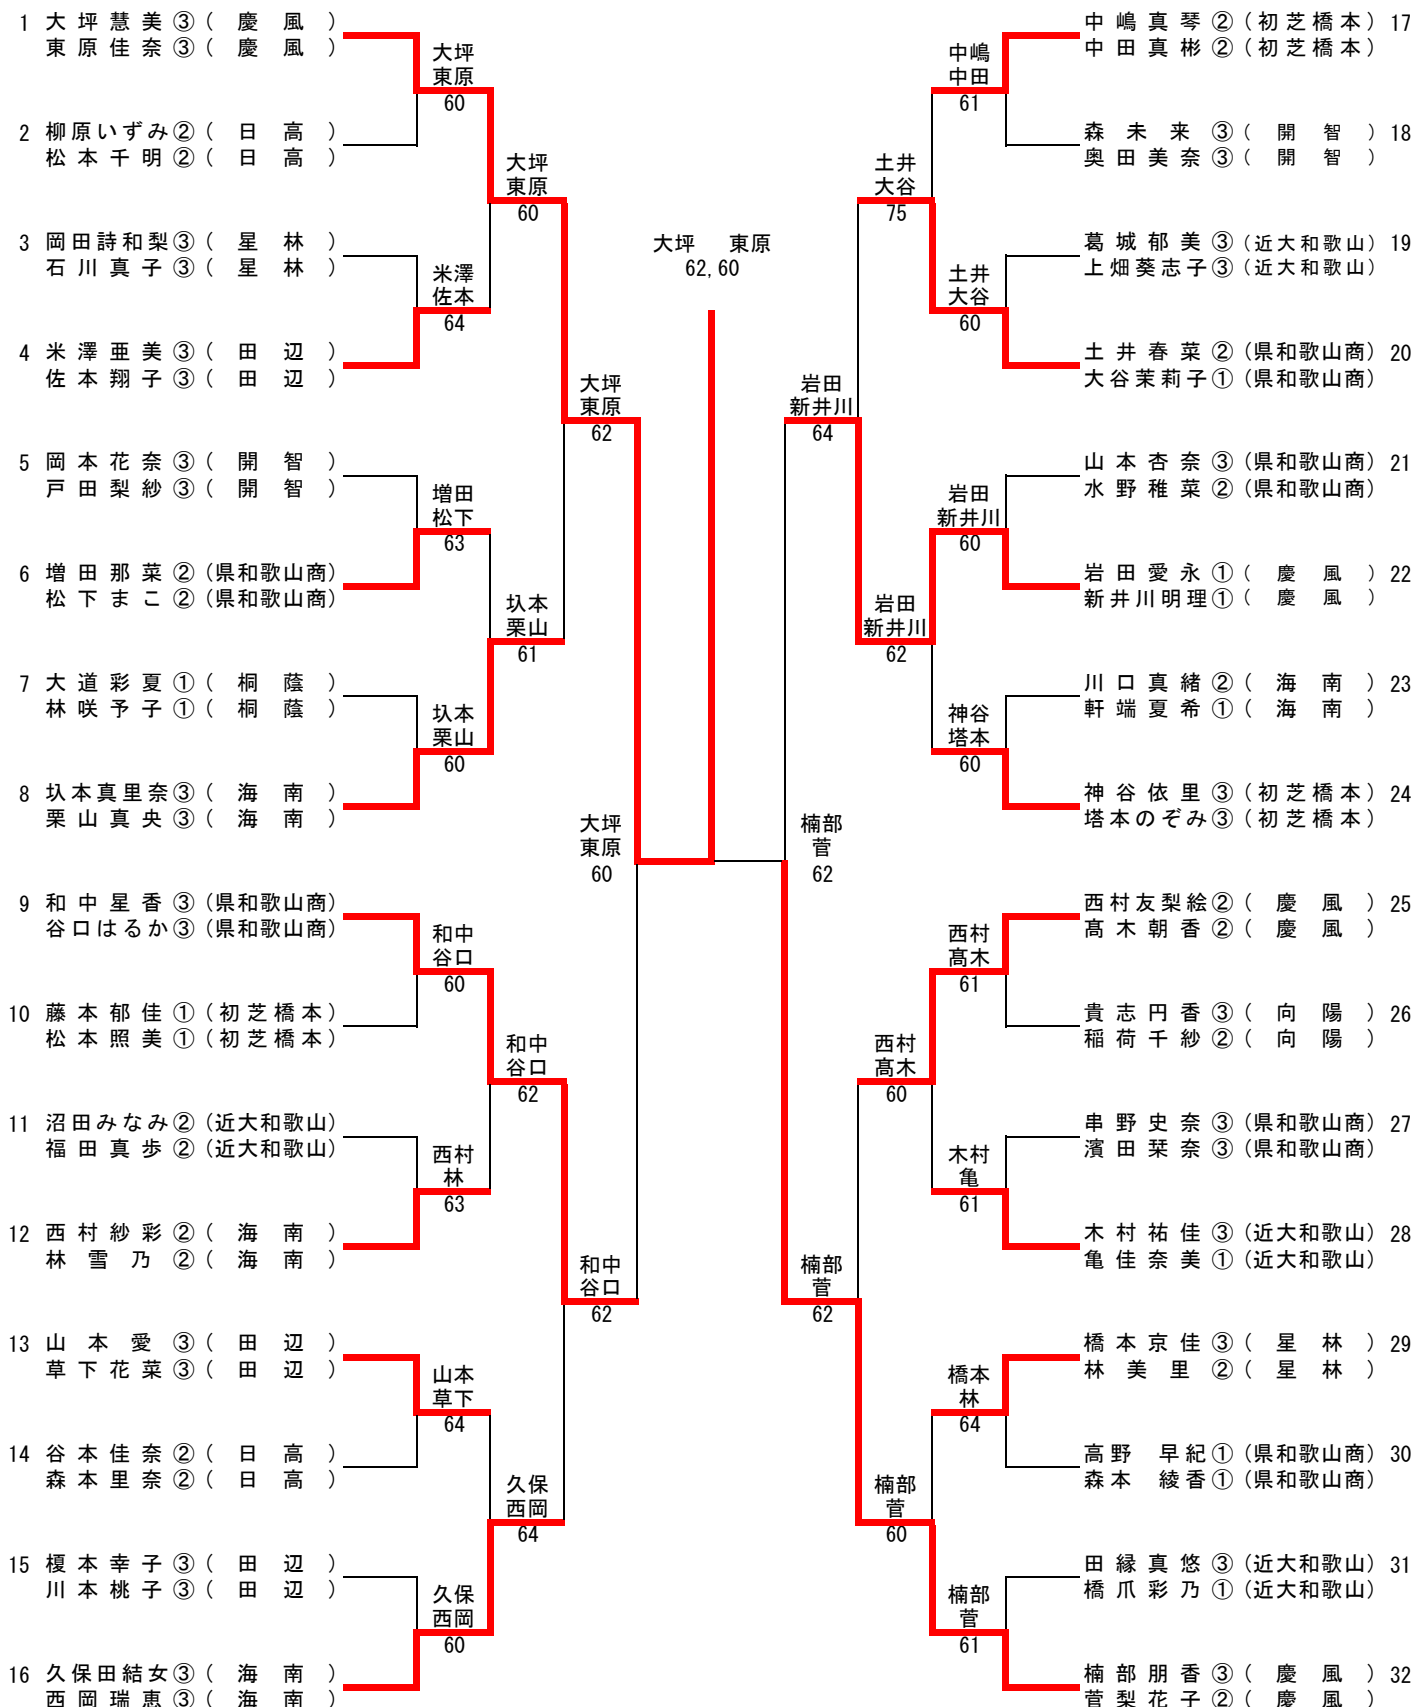 1 大坪慧美③(慶風)
東原佳奈③(慶風)
2 柳原いずみ②(日高)
松本千明②(日高)
3 岡田詩和梨③(星林)
石川真子③(星林)
4 米澤亜美③(田辺)
佐本翔子③(田辺)
5 岡本花奈③(開智)
戸田梨紗③(開智)
6 増田那菜②(県和歌山商)
松下まこ②(県和歌山商)
7 大道彩夏①(桐蔭)
林咲予子①(桐蔭)
8 圦本真里奈③(海南)
栗山真央③(海南)
9 和中星香③(県和歌山商)
谷口はるか③(県和歌山商)
10 藤本郁佳①(初芝橋本)
松本照美①(初芝橋本)
11 沼田みなみ②(近大和歌山)
福田真歩②(近大和歌山)
12 西村紗彩②(海南)
林雪乃②(海南)
13 山本愛③(田辺)
草下花菜③(田辺)
14 谷本佳奈②(日高)
森本里奈②(日高)
15 榎本幸子③(田辺)
川本桃子③(田辺)
16 久保田結女③(海南)
西岡瑞恵③(海南)
大坪
東原
60
米澤
佐本
64
増田
松下
63
圦本
栗山
60
和中
谷口
60
西村
林
63
山本
草下
64
久保
西岡
60
大坪
東原
60
圦本
栗山
61
和中
谷口
62
久保
西岡
64
大坪
東原
62
和中
谷口
62
大坪
東原
60
大坪 東原
62,60
楠部
菅
62
岩田
新井川
64
楠部
菅
62
土井
大谷
75
岩田
新井川
62
西村
髙木
60
楠部
菅
60
中嶋
中田
61
土井
大谷
60
岩田
新井川
60
神谷
塔本
60
西村
髙木
61
木村
亀
61
橋本
林
64
楠部
菅
61
中嶋真琴②(初芝橋本) 17
中田真彬②(初芝橋本)
森未来③(開智) 18
奥田美奈③(開智)
葛城郁美③(近大和歌山) 19
上畑葵志子③(近大和歌山)
土井春菜②(県和歌山商) 20
大谷茉莉子①(県和歌山商)
山本杏奈③(県和歌山商) 21
水野稚菜②(県和歌山商)
岩田愛永①(慶風) 22
新井川明理①(慶風)
川口真緒②(海南) 23
軒端夏希①(海南)
神谷依里③(初芝橋本) 24
塔本のぞみ③(初芝橋本)
西村友梨絵②(慶風) 25
髙木朝香②(慶風)
貴志円香③(向陽) 26
稲荷千紗②(向陽)
串野史奈③(県和歌山商) 27
濱田栞奈③(県和歌山商)
木村祐佳③(近大和歌山) 28
亀佳奈美①(近大和歌山)
橋本京佳③(星林) 29
林美里②(星林)
高野 早紀①(県和歌山商) 30
森本 綾香①(県和歌山商)
田縁真悠③(近大和歌山) 31
橋爪彩乃①(近大和歌山)
楠部朋香③(慶風) 32
菅梨花子②(慶風)